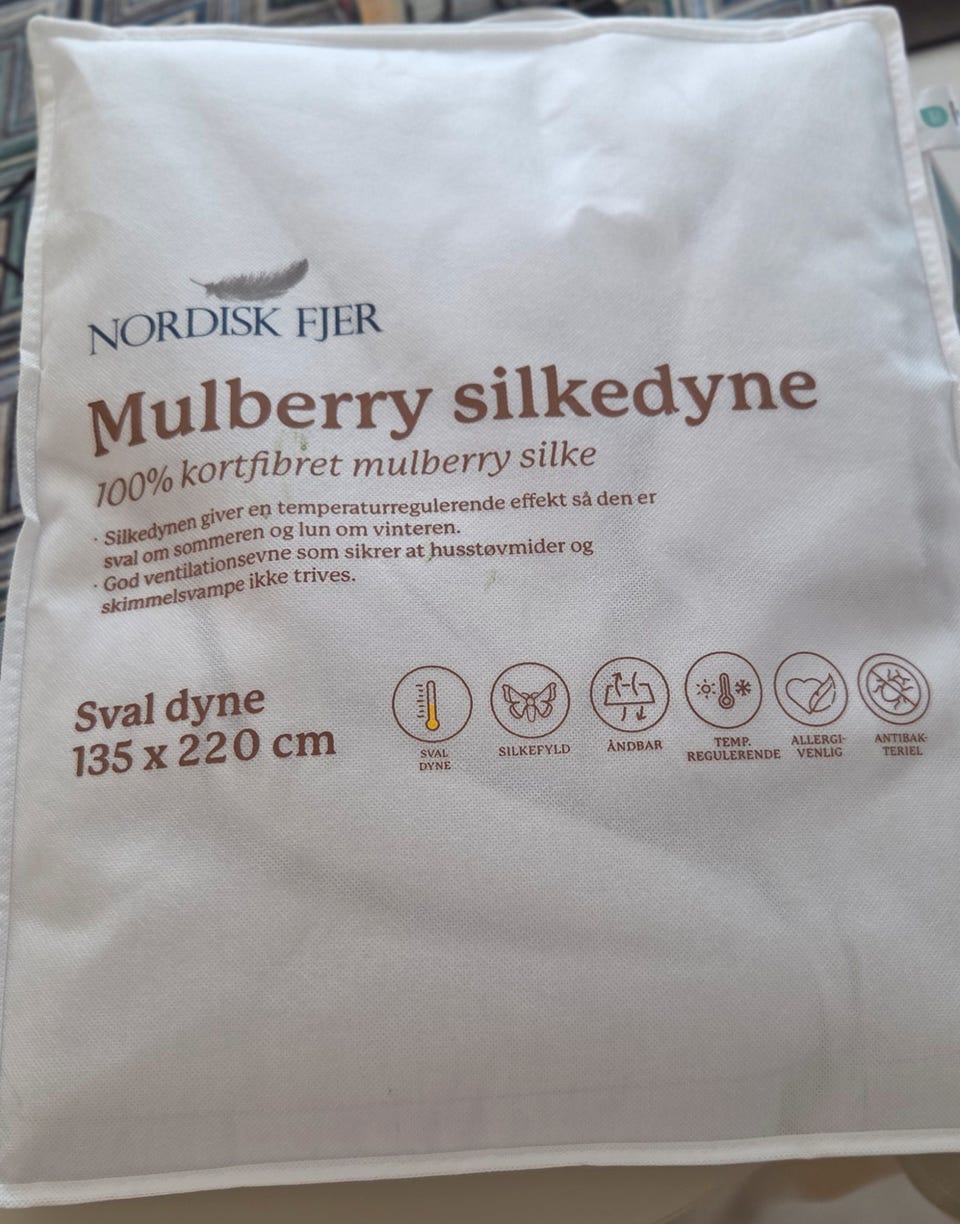 NORDISK FJER
Mulberry silkedyne
100% kortfibret mulberry silke
· Silkedynen giver en temperaturregulerende effekt så den er
sval om sommeren og lun om vinteren.
· God ventilationsevne som sikrer at husstøvmider og
skimmelsvampe ikke trives.
Sval dyne
135 x 220 cm
SVAL
DYNE
SILKEFYLD
ÅNDBAR
TEMP.
REGULERENDE
ALLERGI-
VENLIG
ANTIBAK-
TERIEL